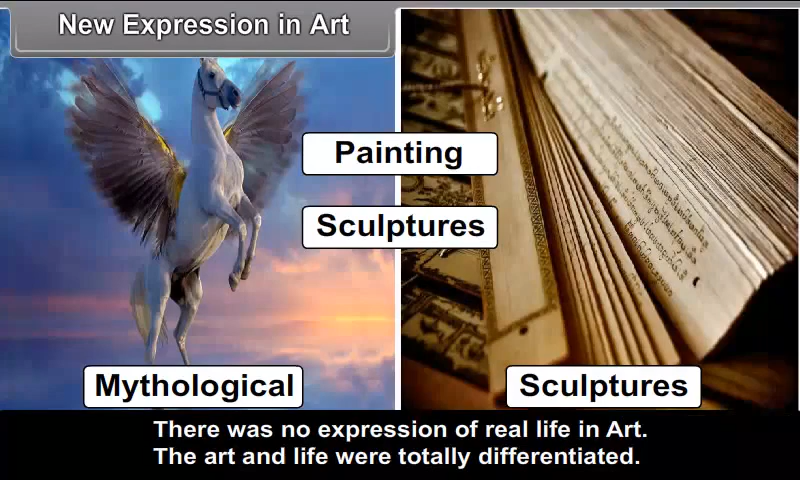 New Expression in Art
Painting
Sculptures
Mythological
Sculptures
There was no expression of real life in Art.
The art and life were totally differentiated.